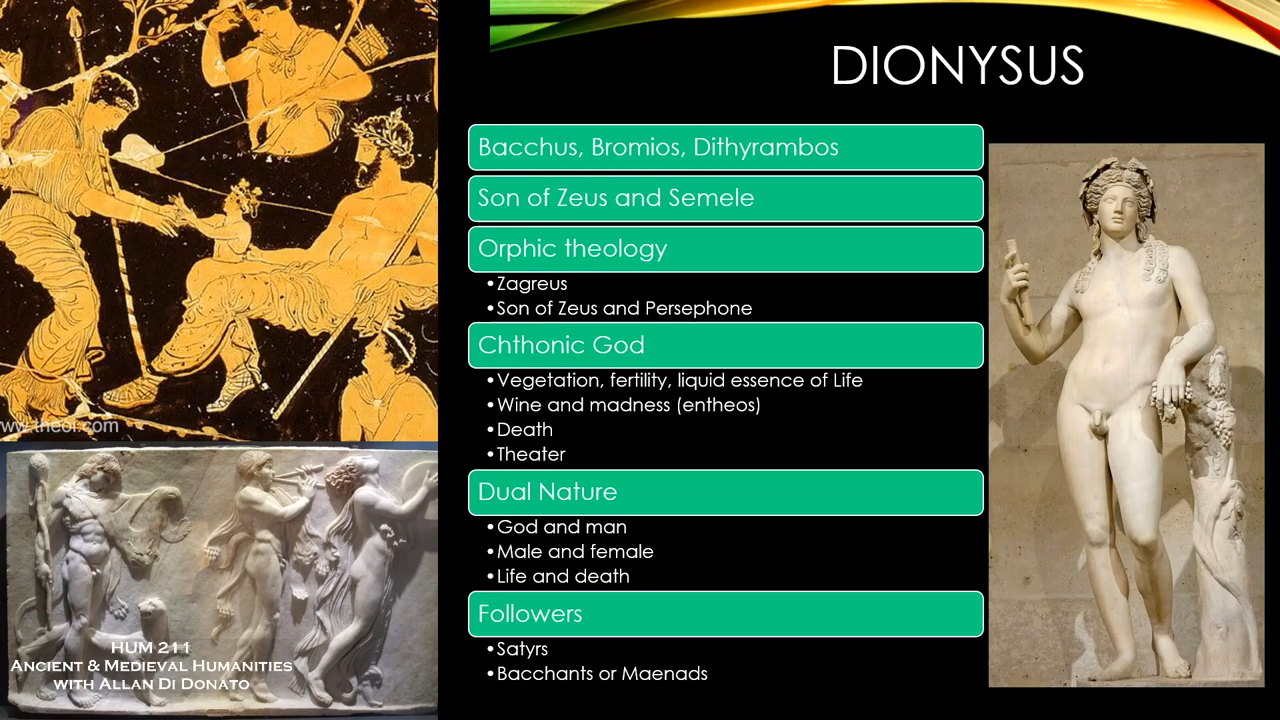 DIONYSUS
Bacchus, Bromios, Dithyrambos
Son of Zeus and Semele
Orphic theology
•Zagreus
•Son of Zeus and Persephone
Chthonic God
•Vegetation, fertility, liquid essence of Life
•Wine and madness (entheos)
•Death
•Theater
Dual Nature
•God and man
•Male and female
•Life and death
Followers
•Satyrs
•Bacchants or Maenads
www.theoi.com
HUM 211
Ancient & Medieval Humanities
with Allan Di Donato